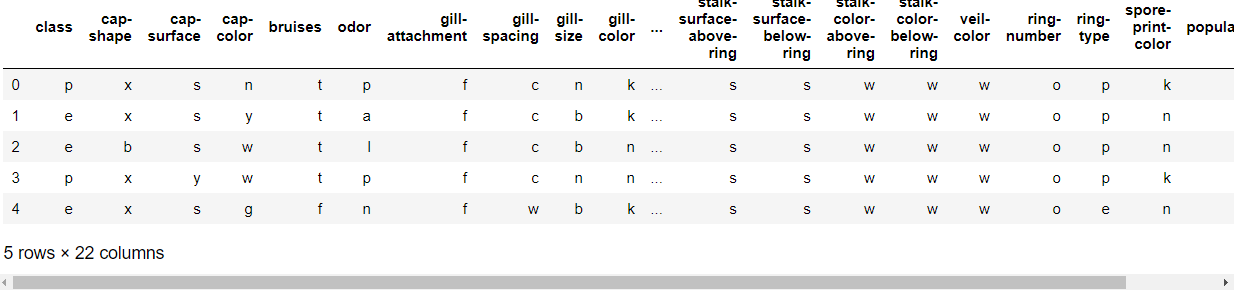 class cap-shape cap-surface cap-color bruises odor gill-attachment gill-spacing gill-size gill-color ... stalk-surface-above-ring stalk-surface-below-ring stalk-color-above-ring stalk-color-below-ring veil-color ring-number ring-type spore-print-color popula
0 p x s n t p f c n k ... s s w w w o p k
1 e x s y t a f c b k ... s s w w w o p n
2 e b s w t l f c b n ... s s w w w o p n
3 p x y w t p f c n n ... s s w w w o p k
4 e x s g f n f w b k ... s s w w w o e n
5 rows × 22 columns